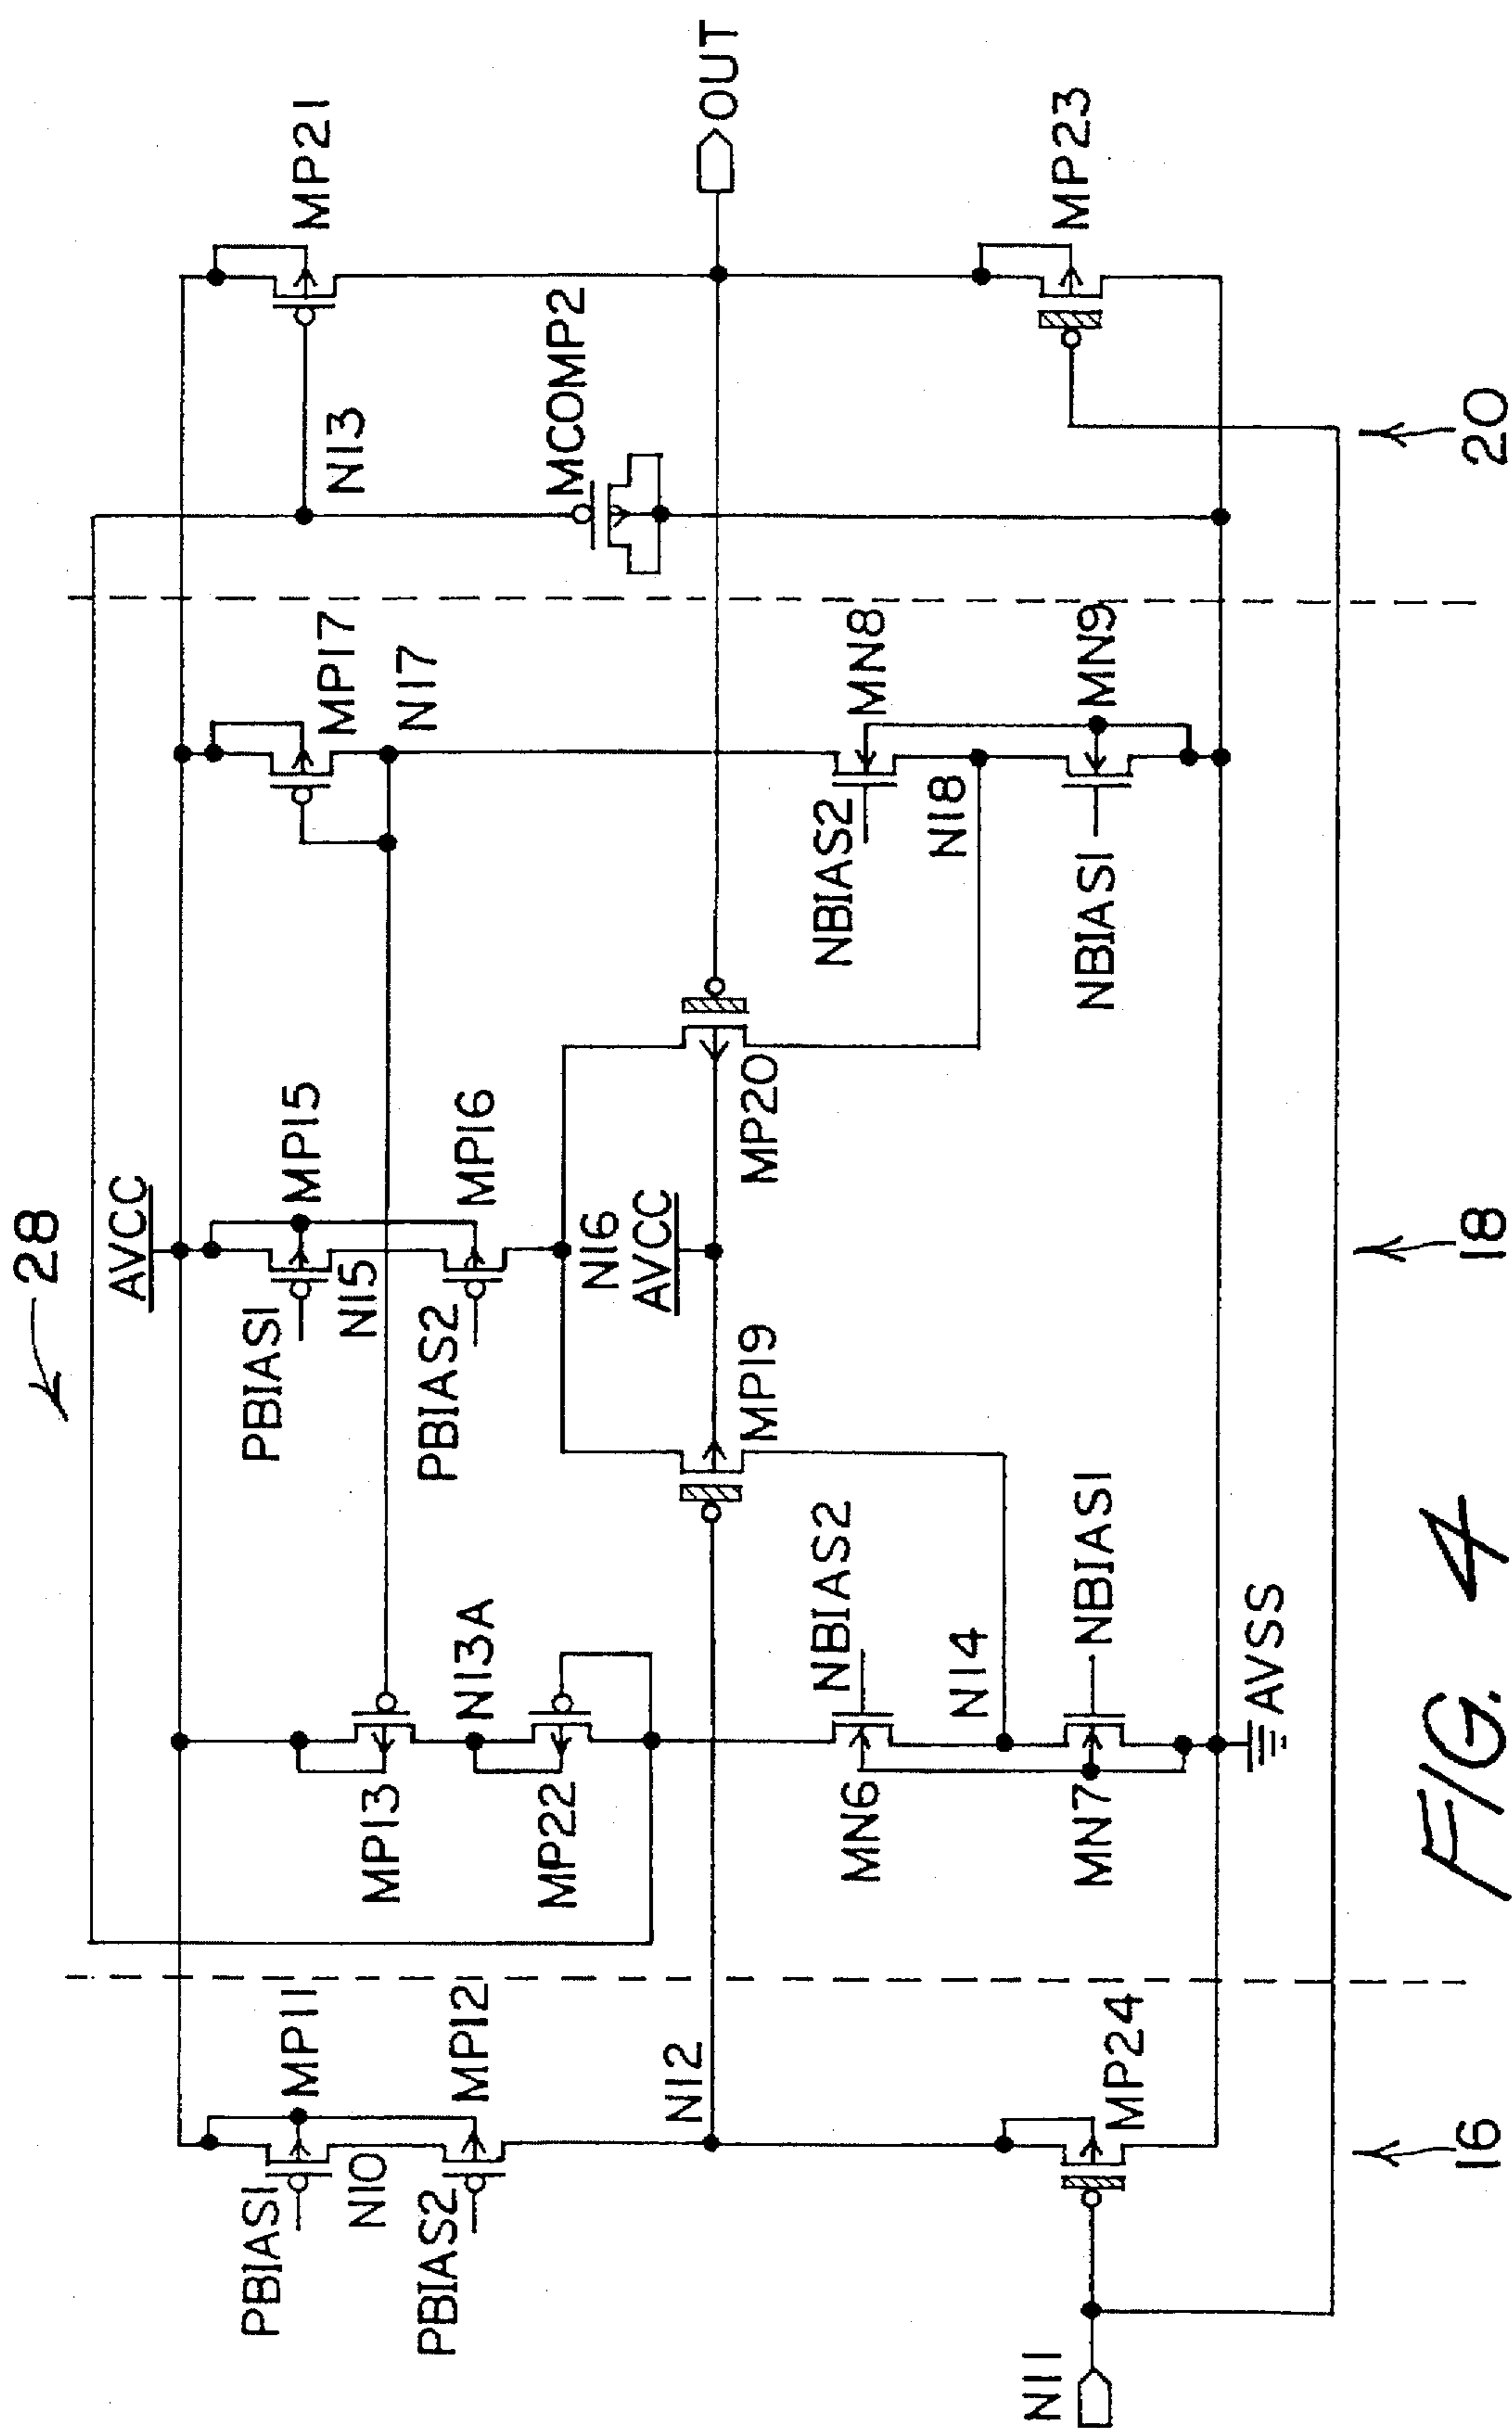 28
AVCC
PBIAS1
MP11
N10
PBIAS2
MP12
N12
N11
MP24
16
MP13
N13A
MP22
NBIAS2
MN6
N14
MN7
NBIAS1
AVSS
PBIAS1
MP15
N15
PBIAS2
MP16
N16
AVCC
MP19
MP20
18
MP17
N17
NBIAS2
MN8
N18
NBIAS1
MN9
MP21
N13
MCOMP2
OUT
MP23
20
FIG. 4